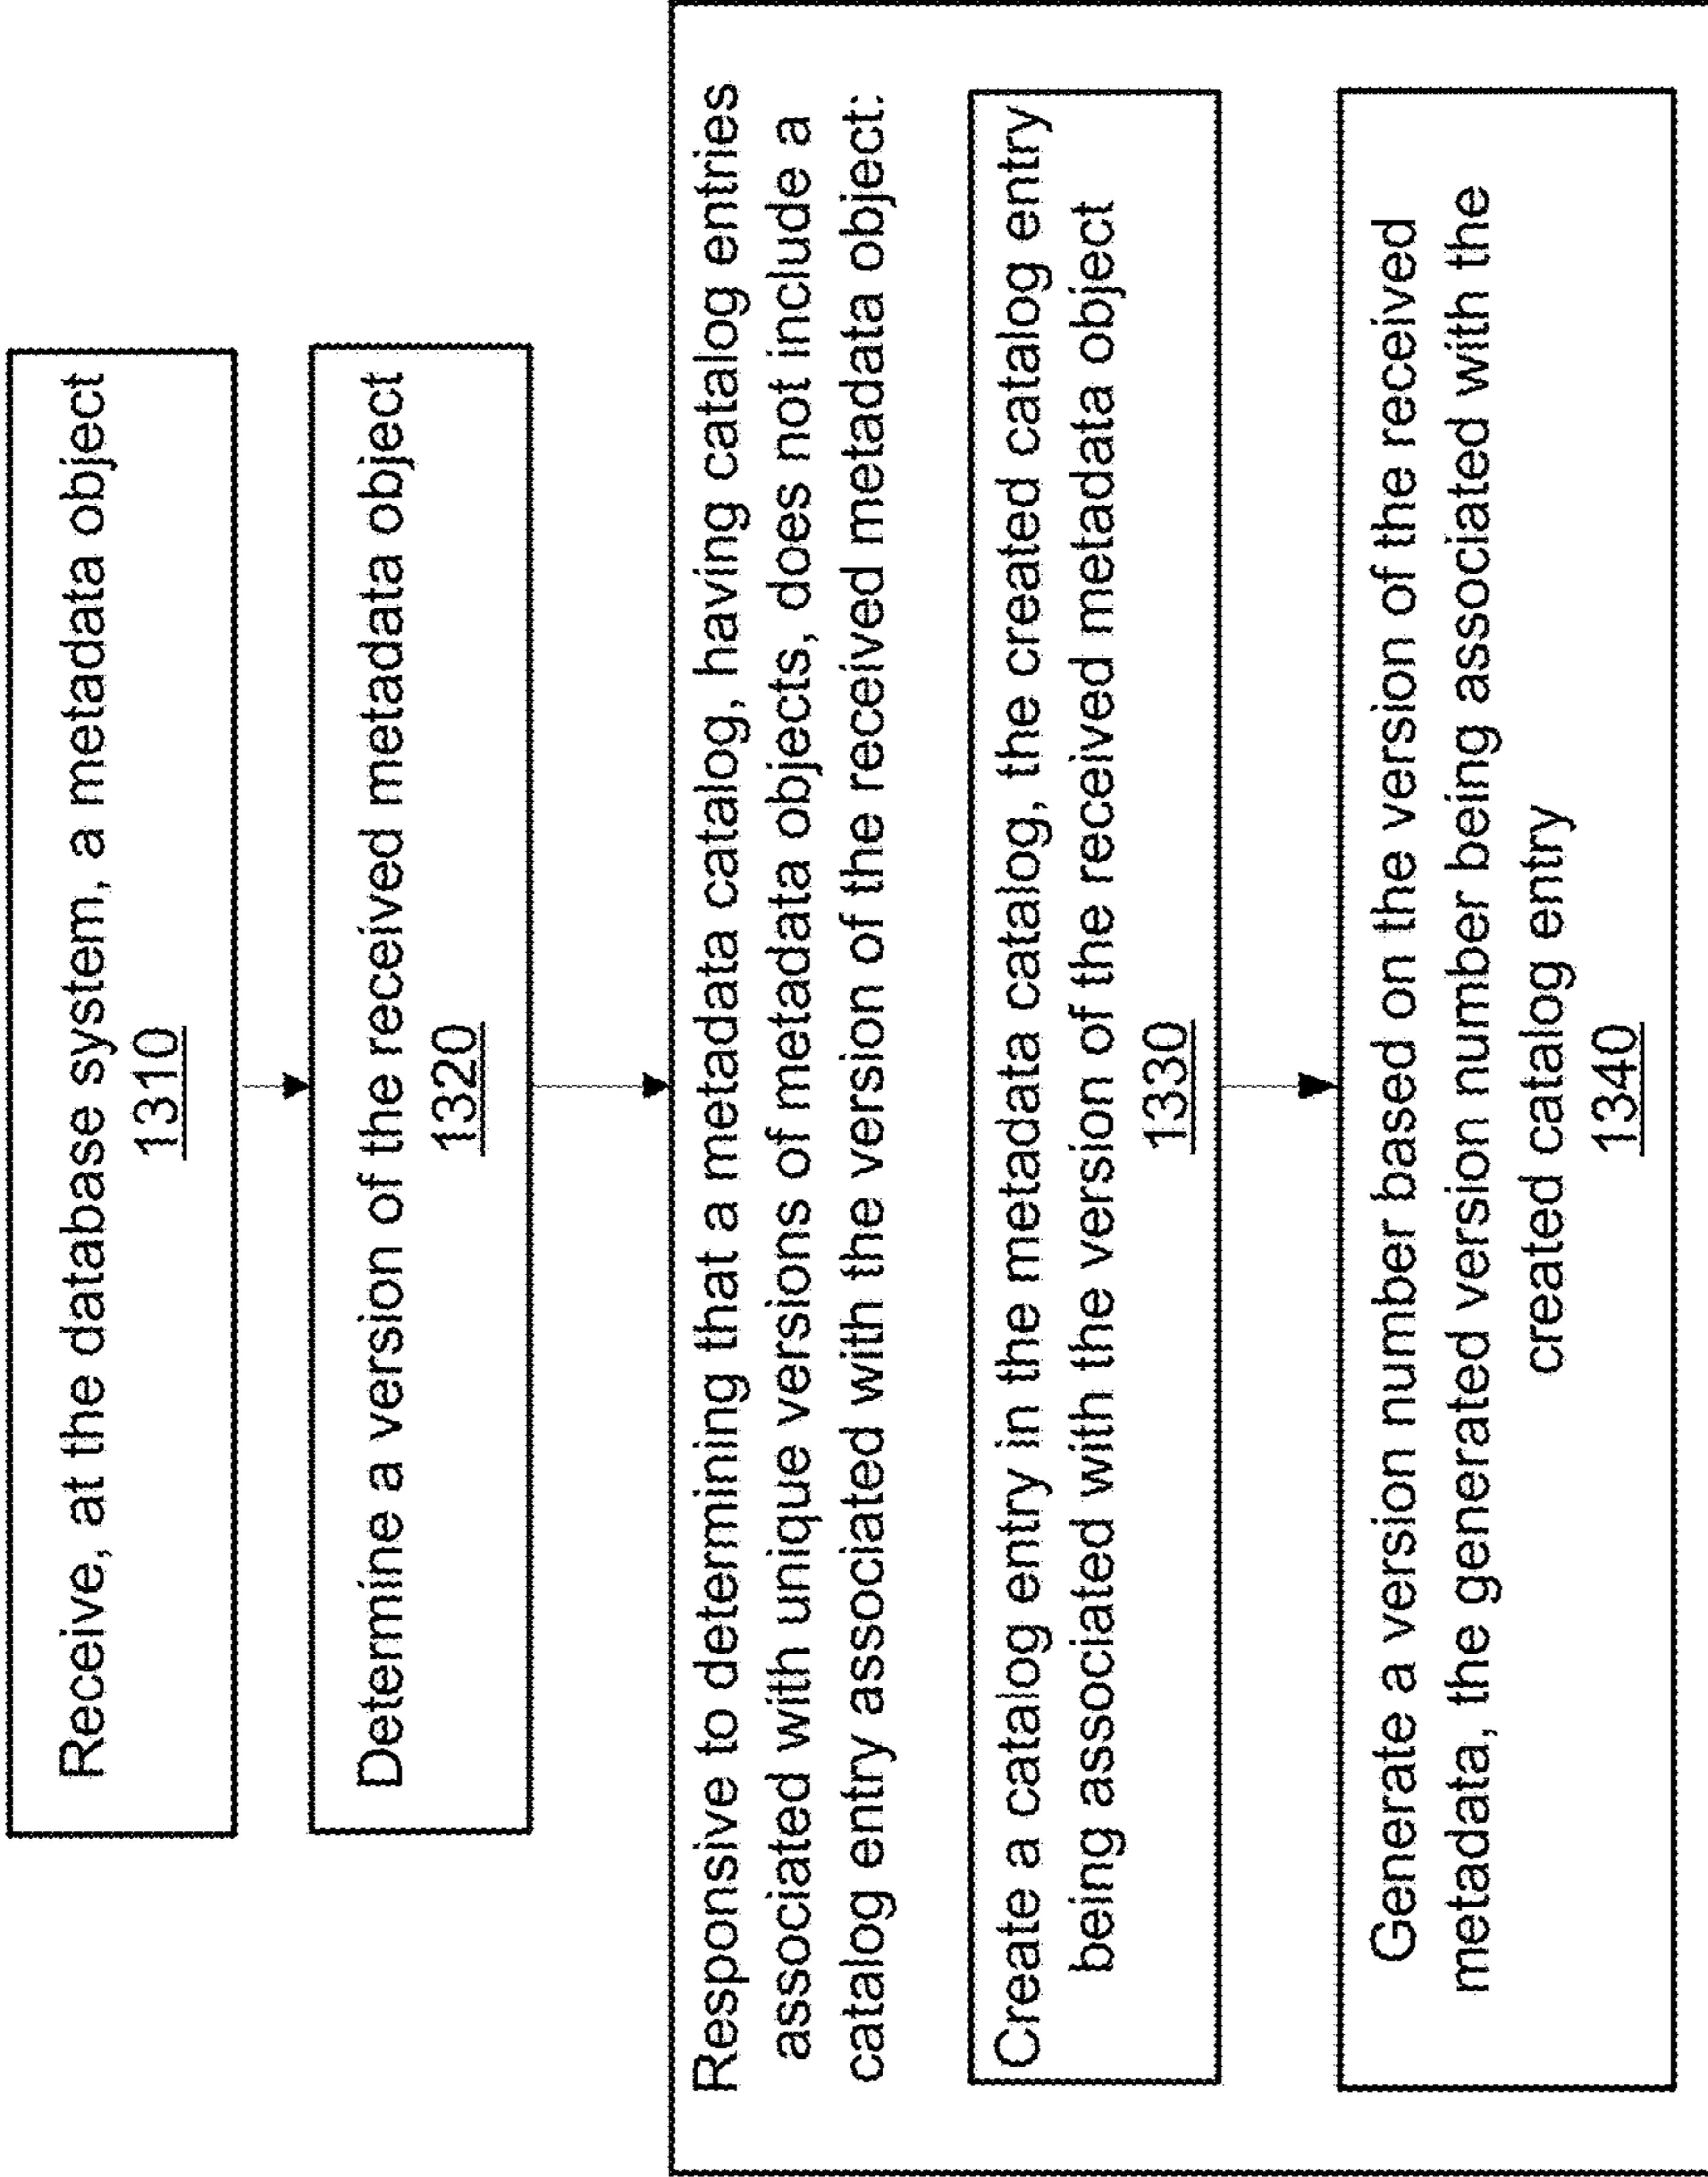 Receive, at the database system, a metadata object
1310
Determine a version of the received metadata object
1320
Responsive to determining that a metadata catalog, having catalog entries
associated with unique versions of metadata objects, does not include a
catalog entry associated with the version of the received metadata object:
Create a catalog entry in the metadata catalog, the created catalog entry
being associated with the version of the received metadata object
1330
Generate a version number based on the version of the received
metadata, the generated version number being associated with the
created catalog entry
1340